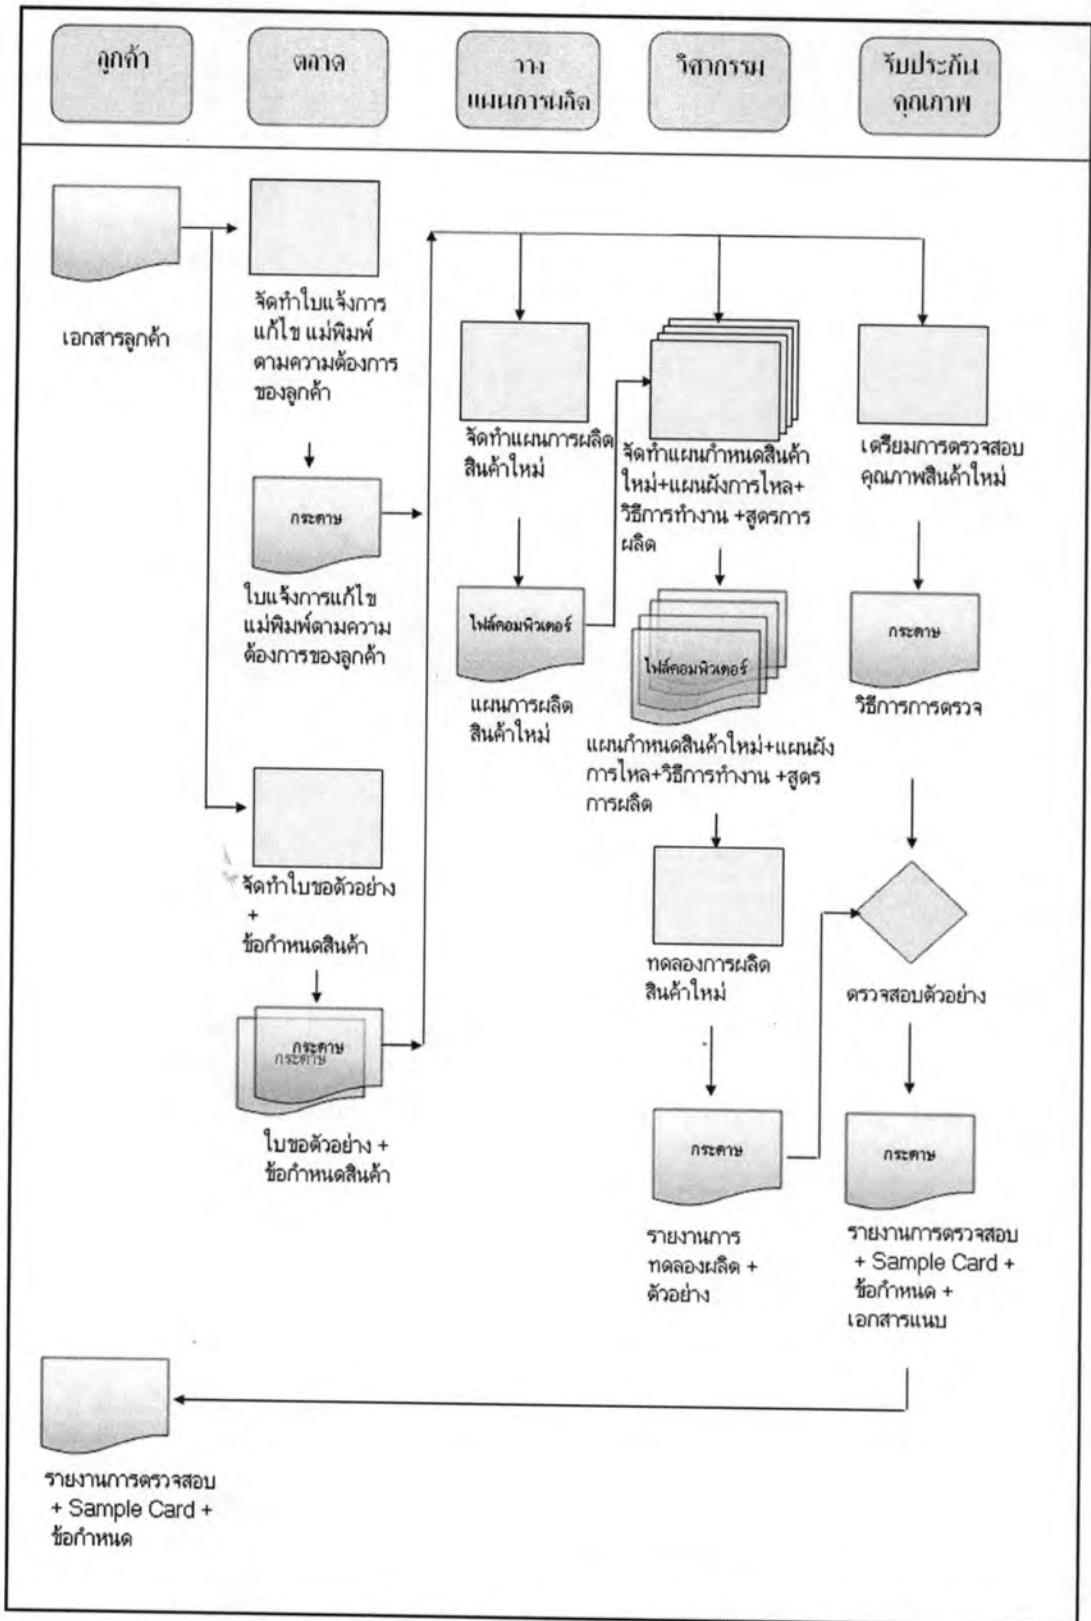 ลูกค้า
ตลาด
วาง
แผนการผลิต
วิศวกรรม
รับประกัน
คุณภาพ
เอกสารลูกค้า
จัดทำใบแจ้งการ
แก้ไข แม่พิมพ์
ตามความต้องการ
ของลูกค้า
กระดาษ
ใบแจ้งการแก้ไข
แม่พิมพ์ตามความ
ต้องการของลูกค้า
จัดทำใบขอตัวอย่าง
+
ข้อกำหนดสินค้า
กระดาษ
กระดาษ
ใบขอตัวอย่าง +
ข้อกำหนดสินค้า
จัดทำแผนการผลิต
สินค้าใหม่
ไฟล์คอมพิวเตอร์
แผนการผลิต
สินค้าใหม่
จัดทำแผนกำหนดสินค้า
ใหม่+แผนผังการไหล+
วิธีการทำงาน +สูตรการ
ผลิต
ไฟล์คอมพิวเตอร์
แผนกำหนดสินค้าใหม่+แผนผัง
การไหล+วิธีการทำงาน +สูตร
การผลิต
ทดลองการผลิต
สินค้าใหม่
กระดาษ
รายงานการ
ทดลองผลิต +
ตัวอย่าง
เตรียมการตรวจสอบ
คุณภาพสินค้าใหม่
กระดาษ
วิธีการการตรวจ
ตรวจสอบตัวอย่าง
กระดาษ
รายงานการตรวจสอบ
+ Sample Card +
ข้อกำหนด +
เอกสารแนบ
รายงานการตรวจสอบ
+ Sample Card +
ข้อกำหนด